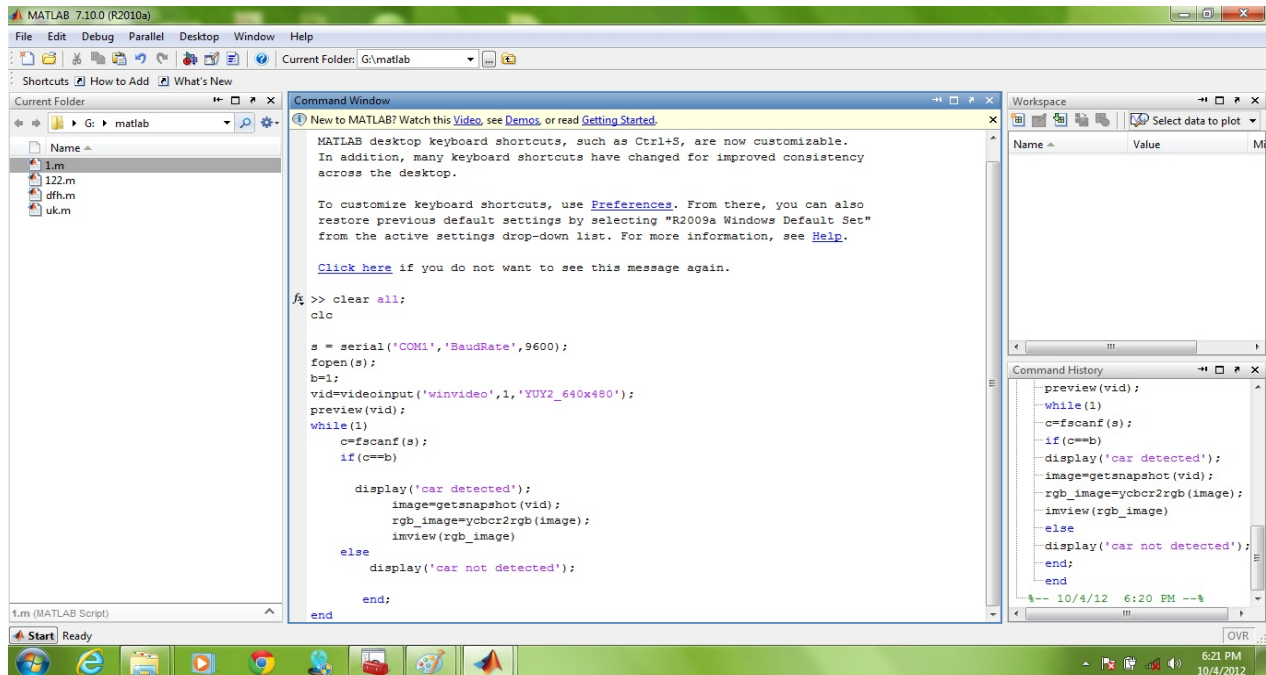 MATLAB 7.10.0 (R2010a)
File Edit Debug Parallel Desktop Window Help
Current Folder: G:\matlab
Shortcuts How to Add What's New
Current Folder
G: matlab
Name
1.m
122.m
dfh.m
uk.m
1.m (MATLAB Script)
Command Window
New to MATLAB? Watch this Video, see Demos, or read Getting Started.
MATLAB desktop keyboard shortcuts, such as Ctrl+S, are now customizable.
In addition, many keyboard shortcuts have changed for improved consistency
across the desktop.
To customize keyboard shortcuts, use Preferences. From there, you can also
restore previous default settings by selecting "R2009a Windows Default Set"
from the active settings drop-down list. For more information, see Help.
Click here if you do not want to see this message again.
fx >> clear all;
clc
s = serial('COM1','BaudRate',9600);
fopen(s);
b=1;
vid=videoinput('winvideo',1,'YUY2_640x480');
preview(vid);
while(1)
c=fscanf(s);
if(c==b)
display('car detected');
image=getsnapshot(vid);
rgb_image=ycbcr2rgb(image);
imview(rgb_image)
else
display('car not detected');
end;
end
Workspace
Select data to plot
Name Value Mi
Command History
preview(vid);
while(1)
c=fscanf(s);
if(c==b)
display('car detected');
image=getsnapshot(vid);
rgb_image=ycbcr2rgb(image);
imview(rgb_image)
else
display('car not detected');
end;
end
%-- 10/4/12 6:20 PM --%
Start Ready
OVR
6:21 PM
10/4/2012